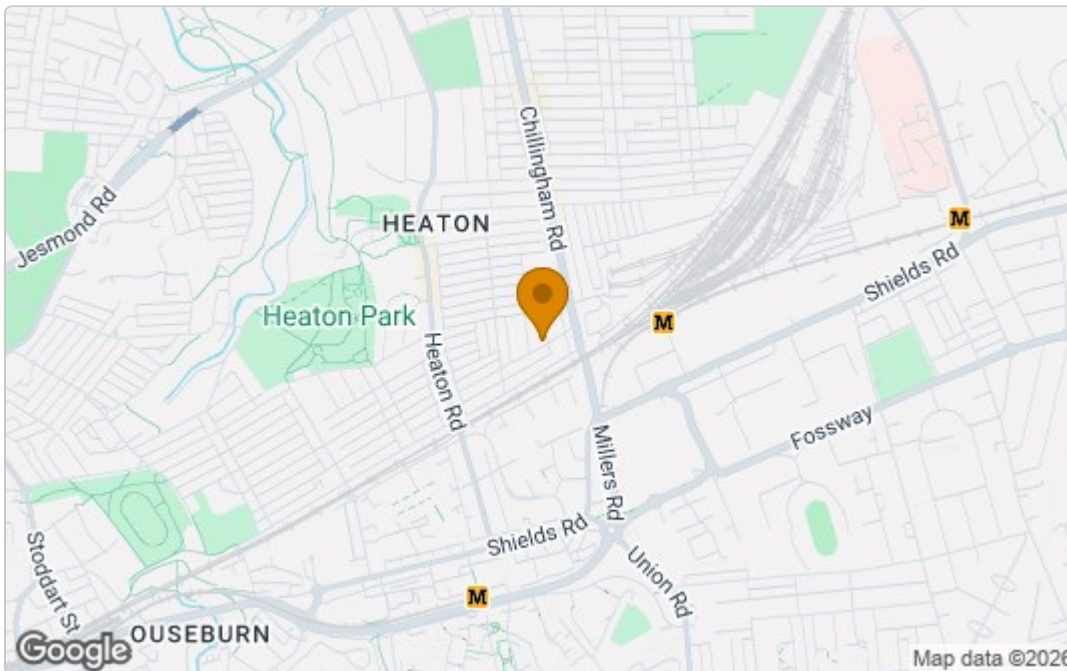 Jesmond Rd
HEATON
Chillingham Rd
M
Shields Rd
Heaton Park
M
Heaton Rd
Millers Rd
Fossway
Shields Rd
Stoddart St
Union Rd
M
OUSEBURN
Google
Map data ©2026